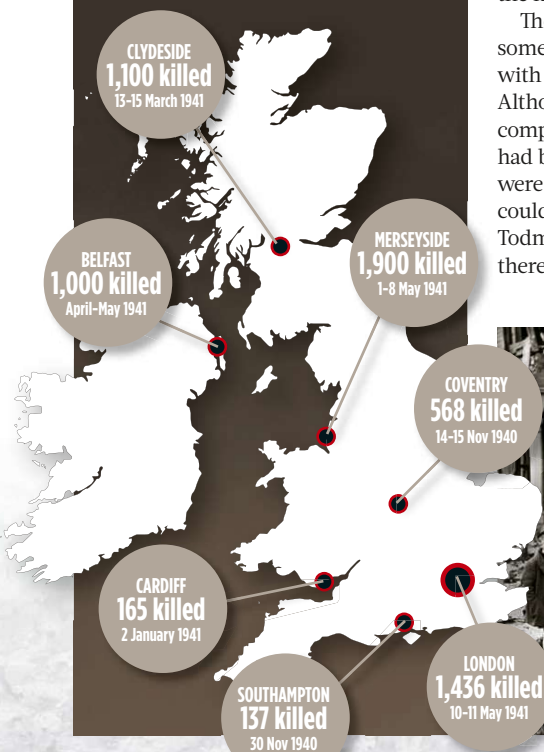 Th
some
with
Altho
comp
had b
were
could
Todm
there
CLYDESIDE
1,100 killed
13-15 March 1941
BELFAST
1,000 killed
April-May 1941
MERSEYSIDE
1,900 killed
1-8 May 1941
COVENTRY
568 killed
14-15 Nov 1940
CARDIFF
165 killed
2 January 1941
SOUTHAMPTON
137 killed
30 Nov 1940
LONDON
1,436 killed
10-11 May 1941